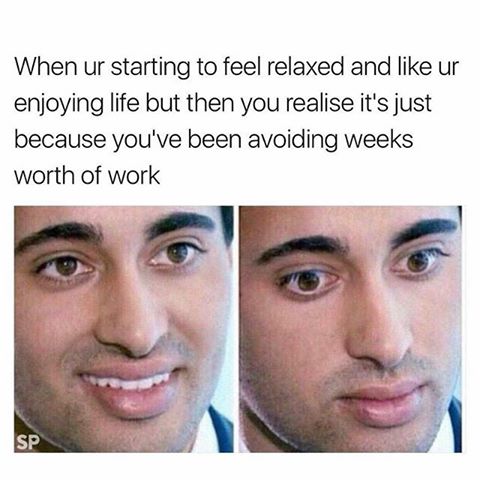 When ur starting to feel relaxed and like ur
enjoying life but then you realise it's just
because you've been avoiding weeks
worth of work
SP